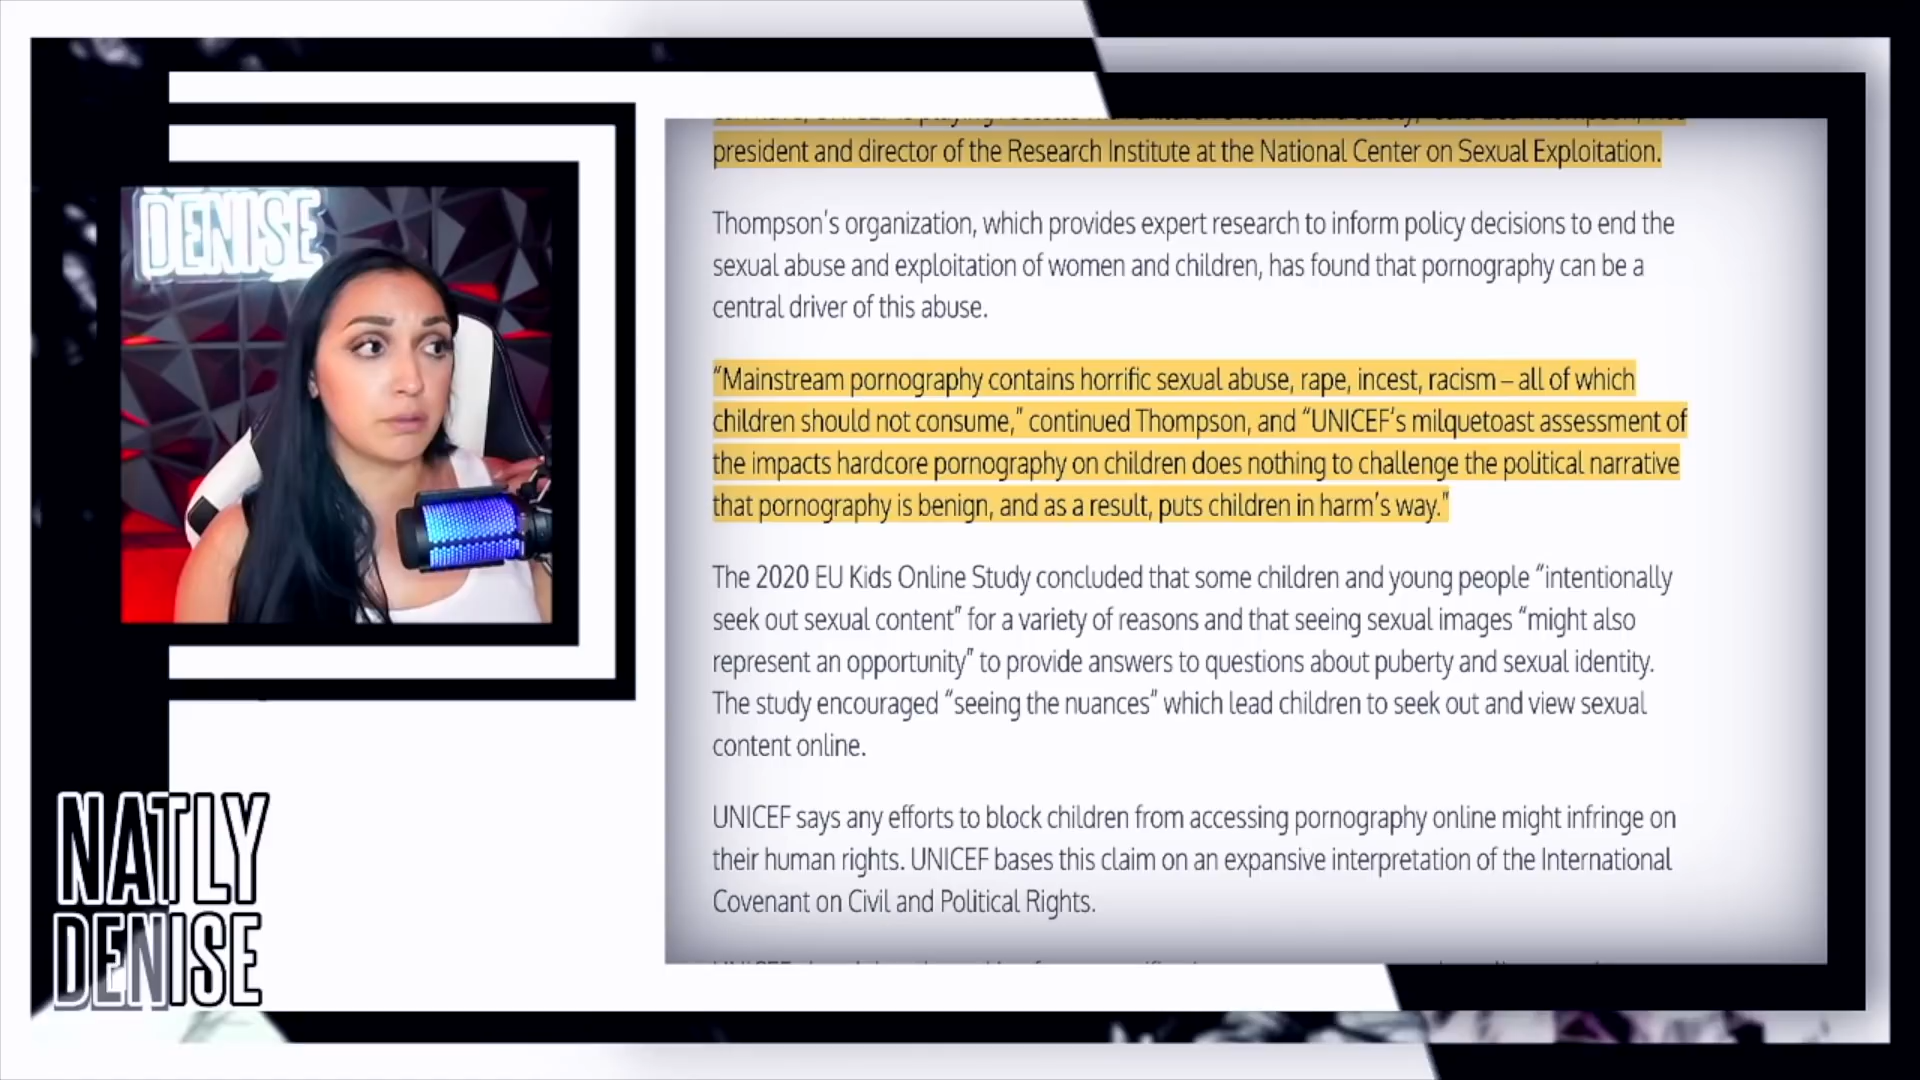 DENISE
president and director of the Research Institute at the National Center on Sexual Exploitation.
Thompson's organization, which provides expert research to inform policy decisions to end the
sexual abuse and exploitation of women and children, has found that pornography can be a
central driver of this abuse.
“Mainstream pornography contains horrific sexual abuse, rape, incest, racism – all of which
children should not consume,” continued Thompson, and “UNICEF's milquetoast assessment of
the impacts hardcore pornography on children does nothing to challenge the political narrative
that pornography is benign, and as a result, puts children in harm's way.”
The 2020 EU Kids Online Study concluded that some children and young people “intentionally
seek out sexual content” for a variety of reasons and that seeing sexual images “might also
represent an opportunity” to provide answers to questions about puberty and sexual identity.
The study encouraged “seeing the nuances” which lead children to seek out and view sexual
content online.
UNICEF says any efforts to block children from accessing pornography online might infringe on
their human rights. UNICEF bases this claim on an expansive interpretation of the International
Covenant on Civil and Political Rights.
NATLY
DENISE